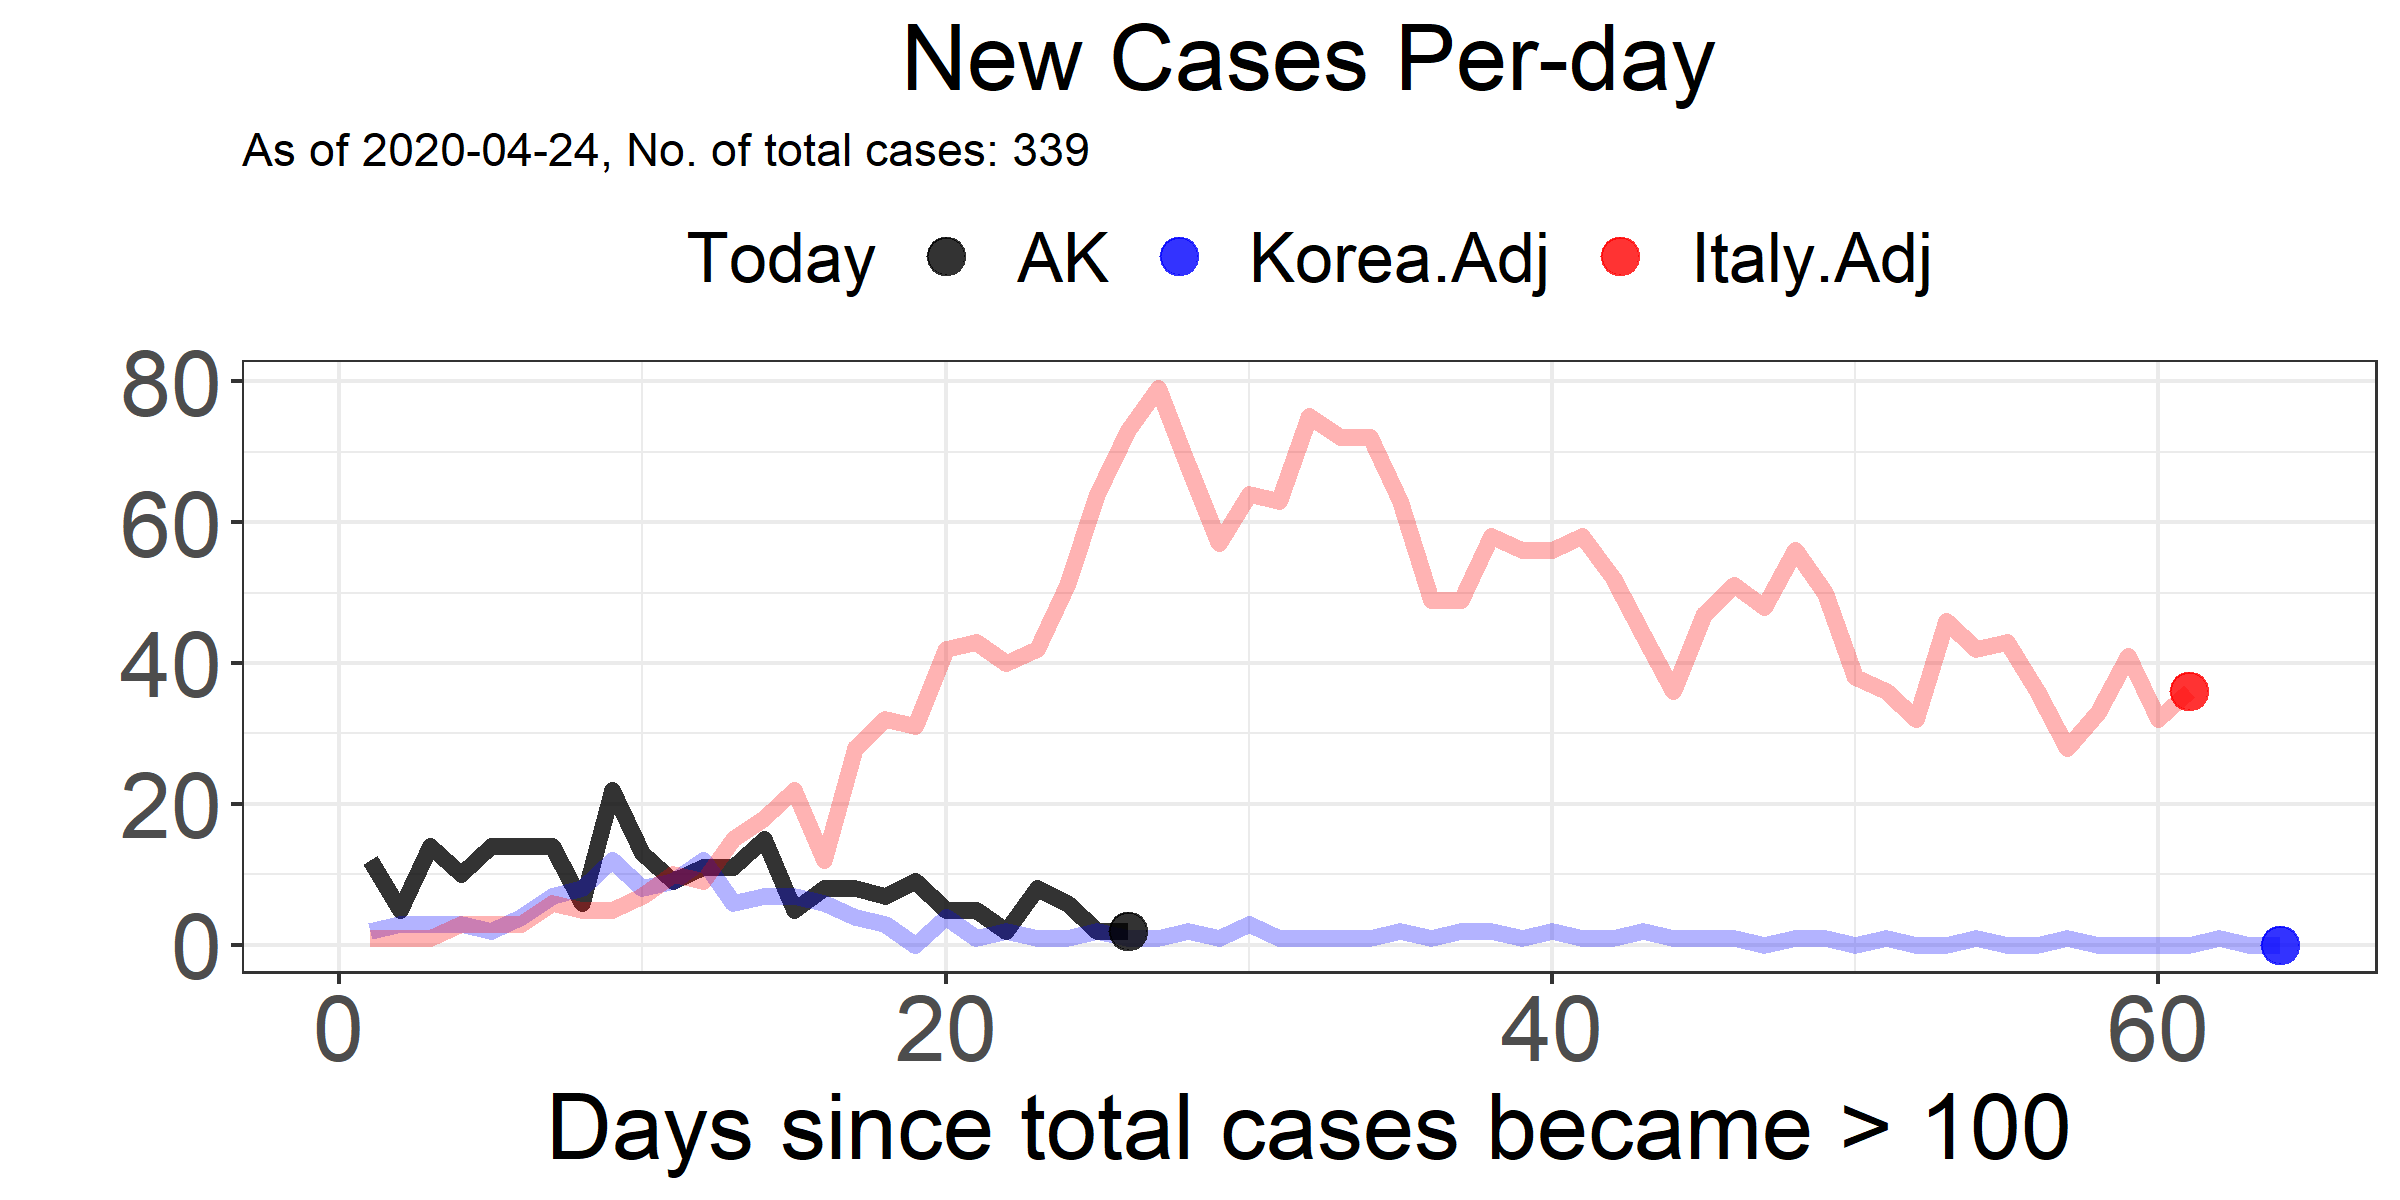 New Cases Per-day
As of 2020-04-24, No. of total cases: 339
Today AK Korea.Adj Italy.Adj
80
60
40
20
0
0 20 40 60
Days since total cases became > 100